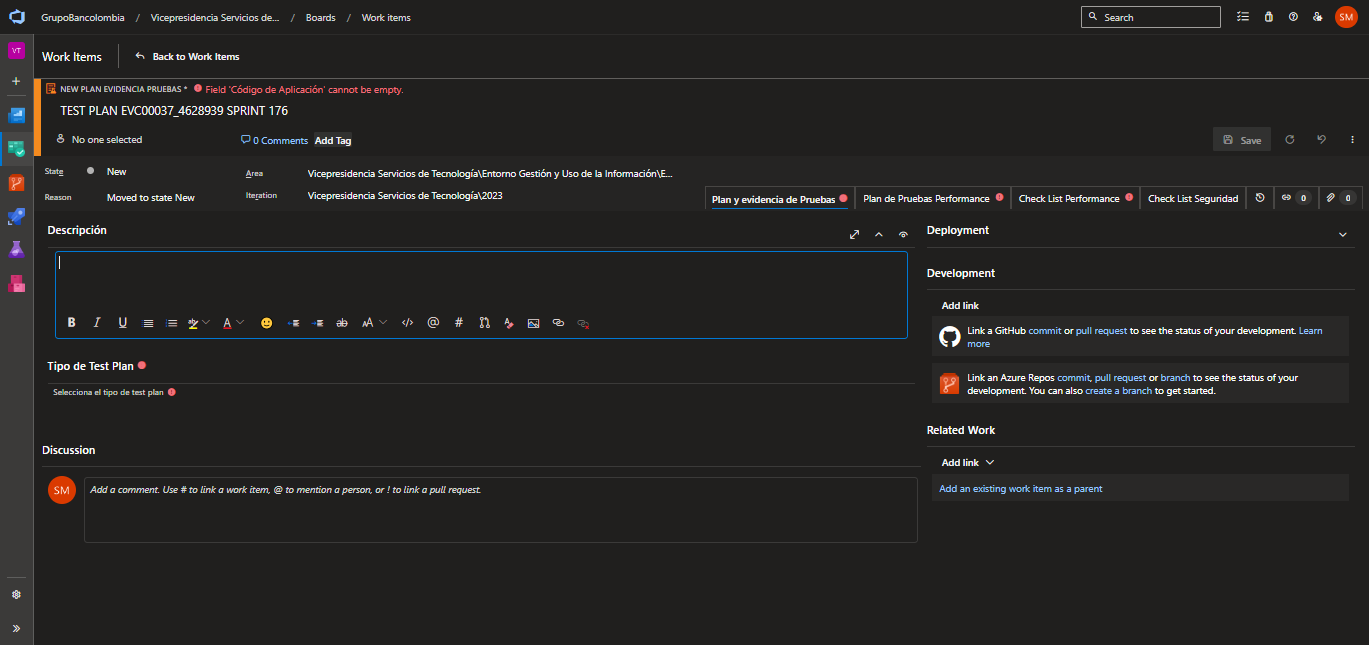 GrupoBancolombia / Vicepresidencia Servicios de... / Boards / Work items
Search
SM
VT
Work Items
Back to Work Items
NEW PLAN EVIDENCIA PRUEBAS * Field 'Código de Aplicación' cannot be empty.
TEST PLAN EVC00037_4628939 SPRINT 176
No one selected
0 Comments
Add Tag
Save
State
New
Area
Vicepresidencia Servicios de Tecnología\Entorno Gestión y Uso de la Información\E...
Reason
Moved to state New
Iteration
Vicepresidencia Servicios de Tecnología\2023
Plan y evidencia de Pruebas
Plan de Pruebas Performance
Check List Performance
Check List Seguridad
0
0
Descripción
Tipo de Test Plan
Selecciona el tipo de test plan
Discussion
SM
Add a comment. Use # to link a work item, @ to mention a person, or ! to link a pull request.
Deployment
Development
Add link
Link a GitHub commit or pull request to see the status of your development. Learn
more
Link an Azure Repos commit, pull request or branch to see the status of your
development. You can also create a branch to get started.
Related Work
Add link
Add an existing work item as a parent